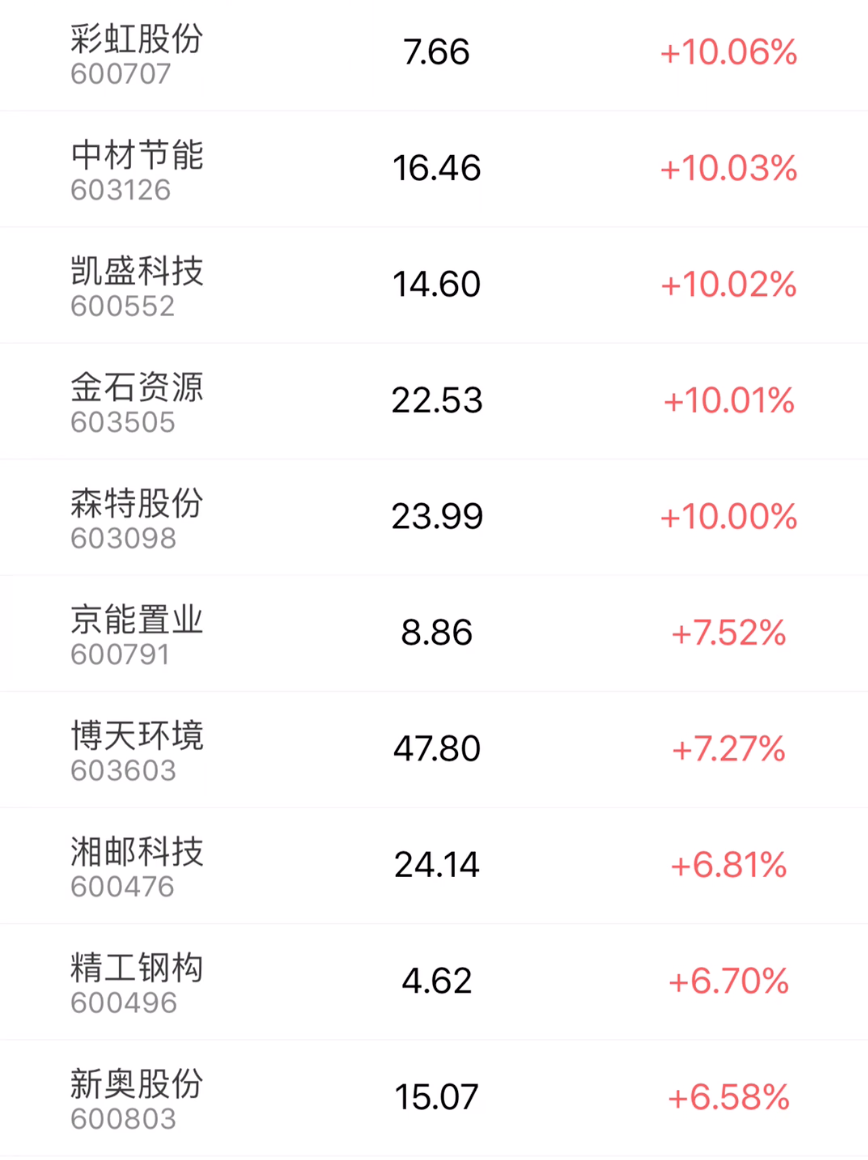 彩虹股份 7.66 +10.06%
600707
中材节能 16.46 +10.03%
603126
凯盛科技 14.60 +10.02%
600552
金石资源 22.53 +10.01%
603505
森特股份 23.99 +10.00%
603098
京能置业 8.86 +7.52%
600791
博天环境 47.80 +7.27%
603603
湘邮科技 24.14 +6.81%
600476
精工钢构 4.62 +6.70%
600496
新奥股份 15.07 +6.58%
600803